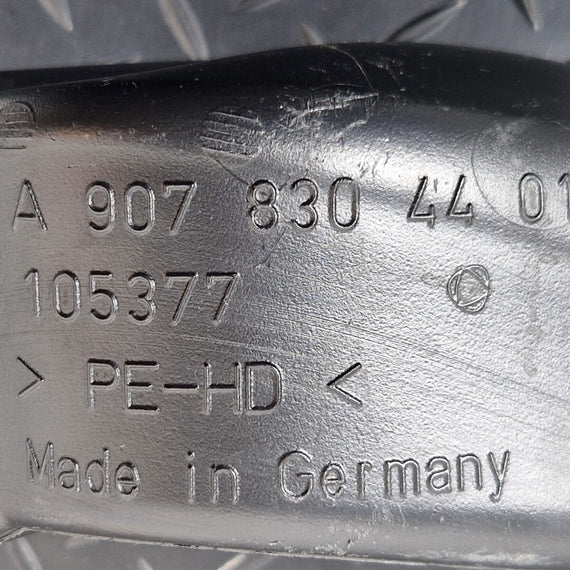 A 907 830 44 01
105377
> PE-HD <
Made in Germany